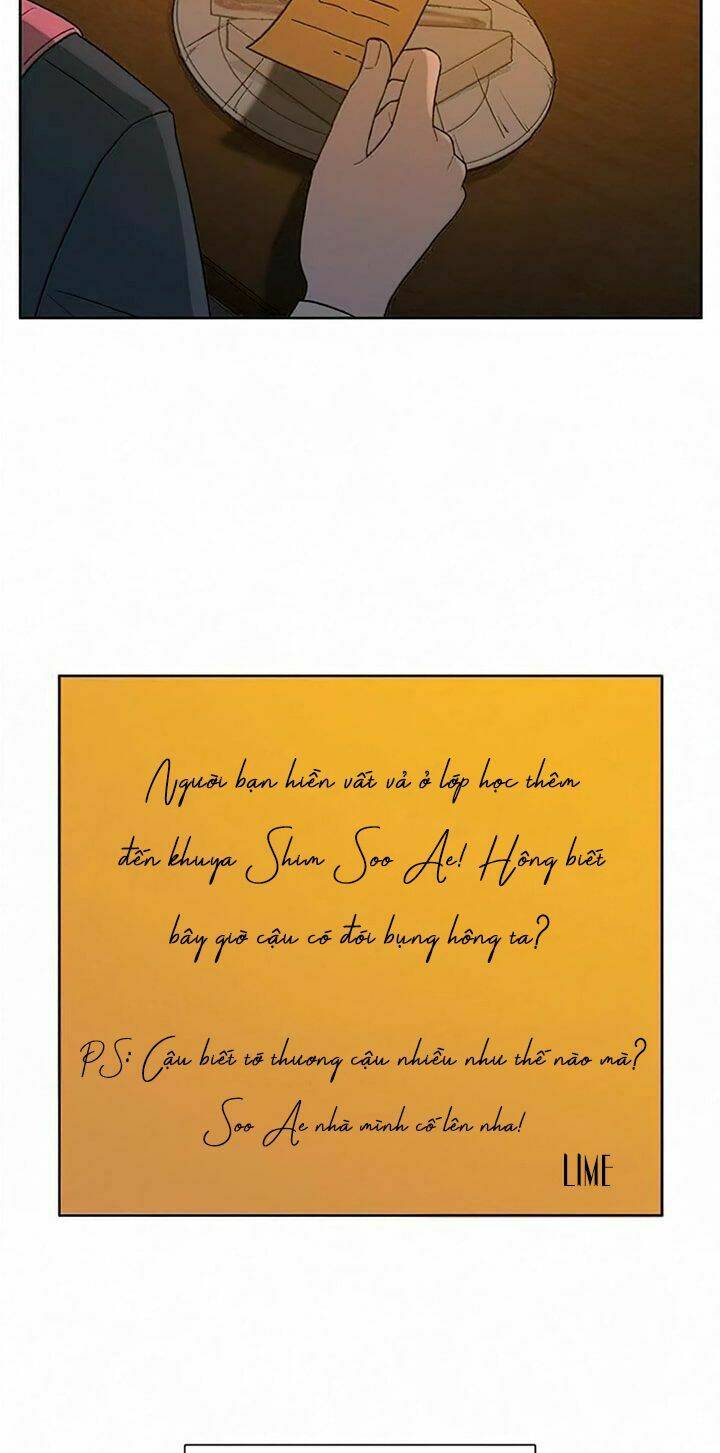 Người bạn hiền vất vả ở lớp học thêm
đến khuya Shim Soo Ae! Hông biết
bây giờ cậu có đói bụng hông ta?
PS: Cậu biết tớ thương cậu nhiều như thế nào mà?
Soo Ae nhà mình cố lên nha!
LIME